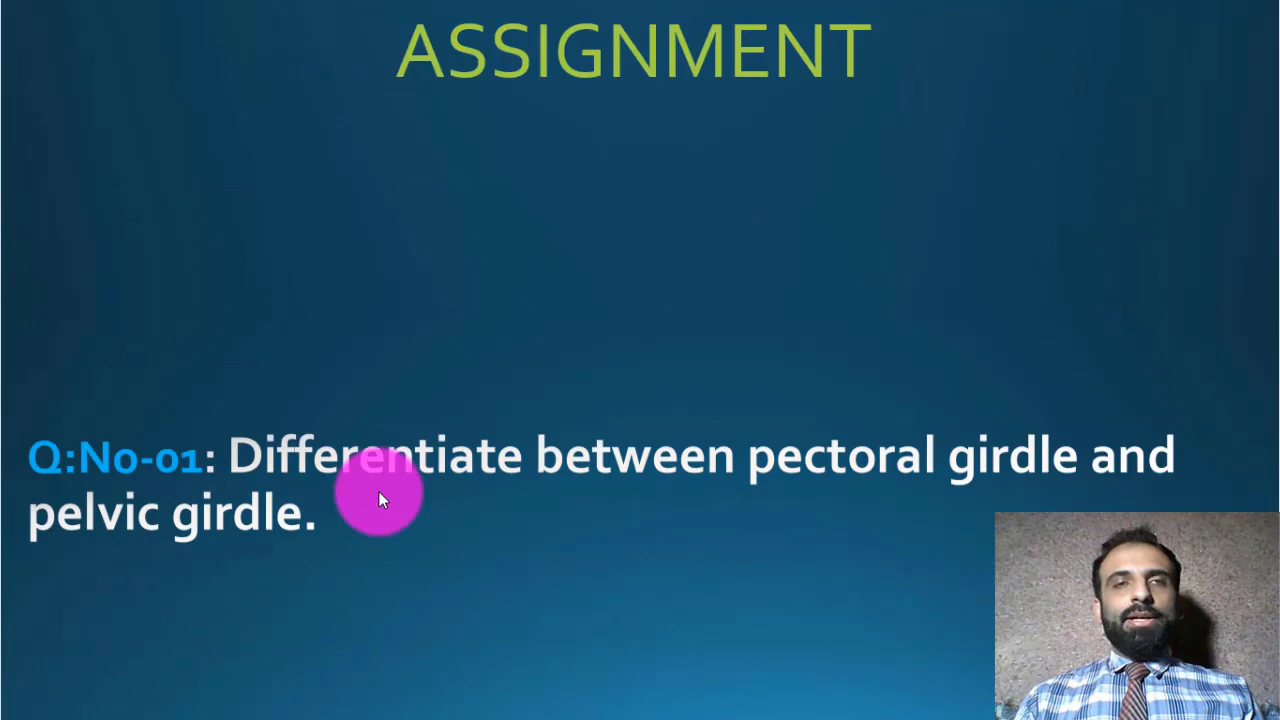 ASSIGNMENT
Q:No-01: Differentiate between pectoral girdle and
pelvic girdle.